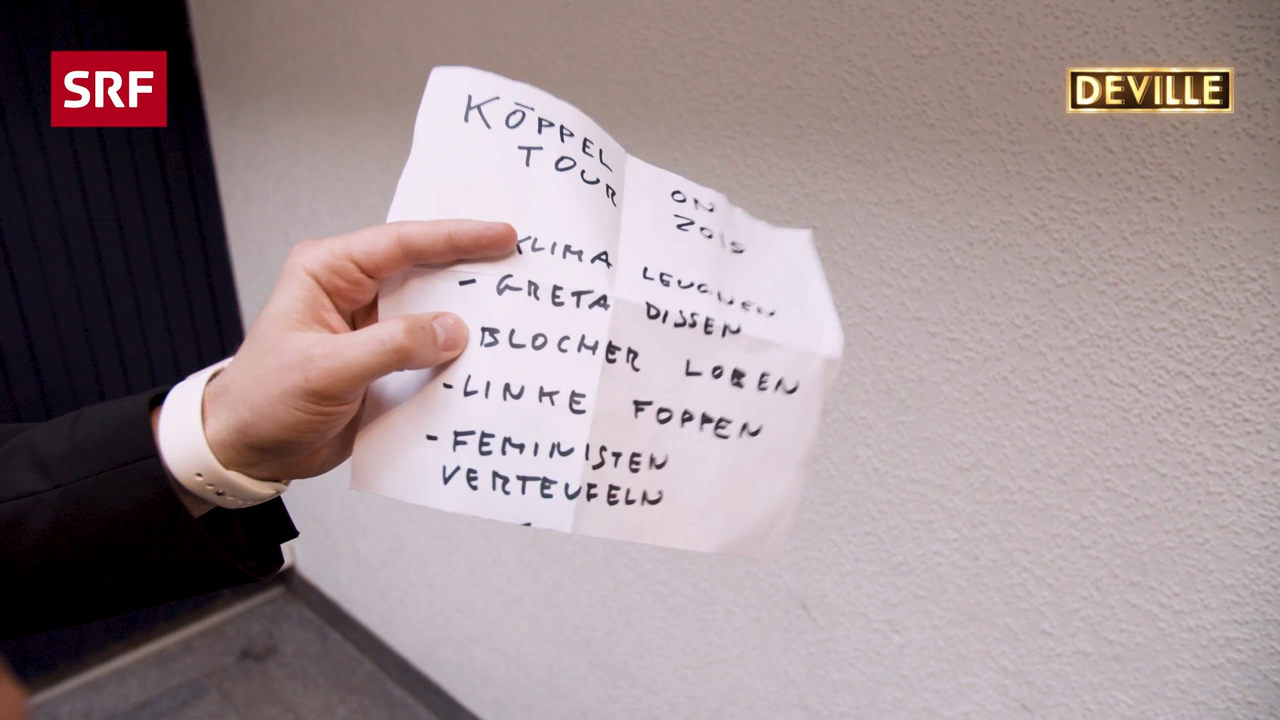 SRF
DEVILLE
KÖPPEL ON
TOUR 2019
KLIMA LEUGNEN
- GRETA DISSEN
BLOCHER LOBEN
- LINKE FOPPEN
- FEMINISTEN
VERTEUFELN